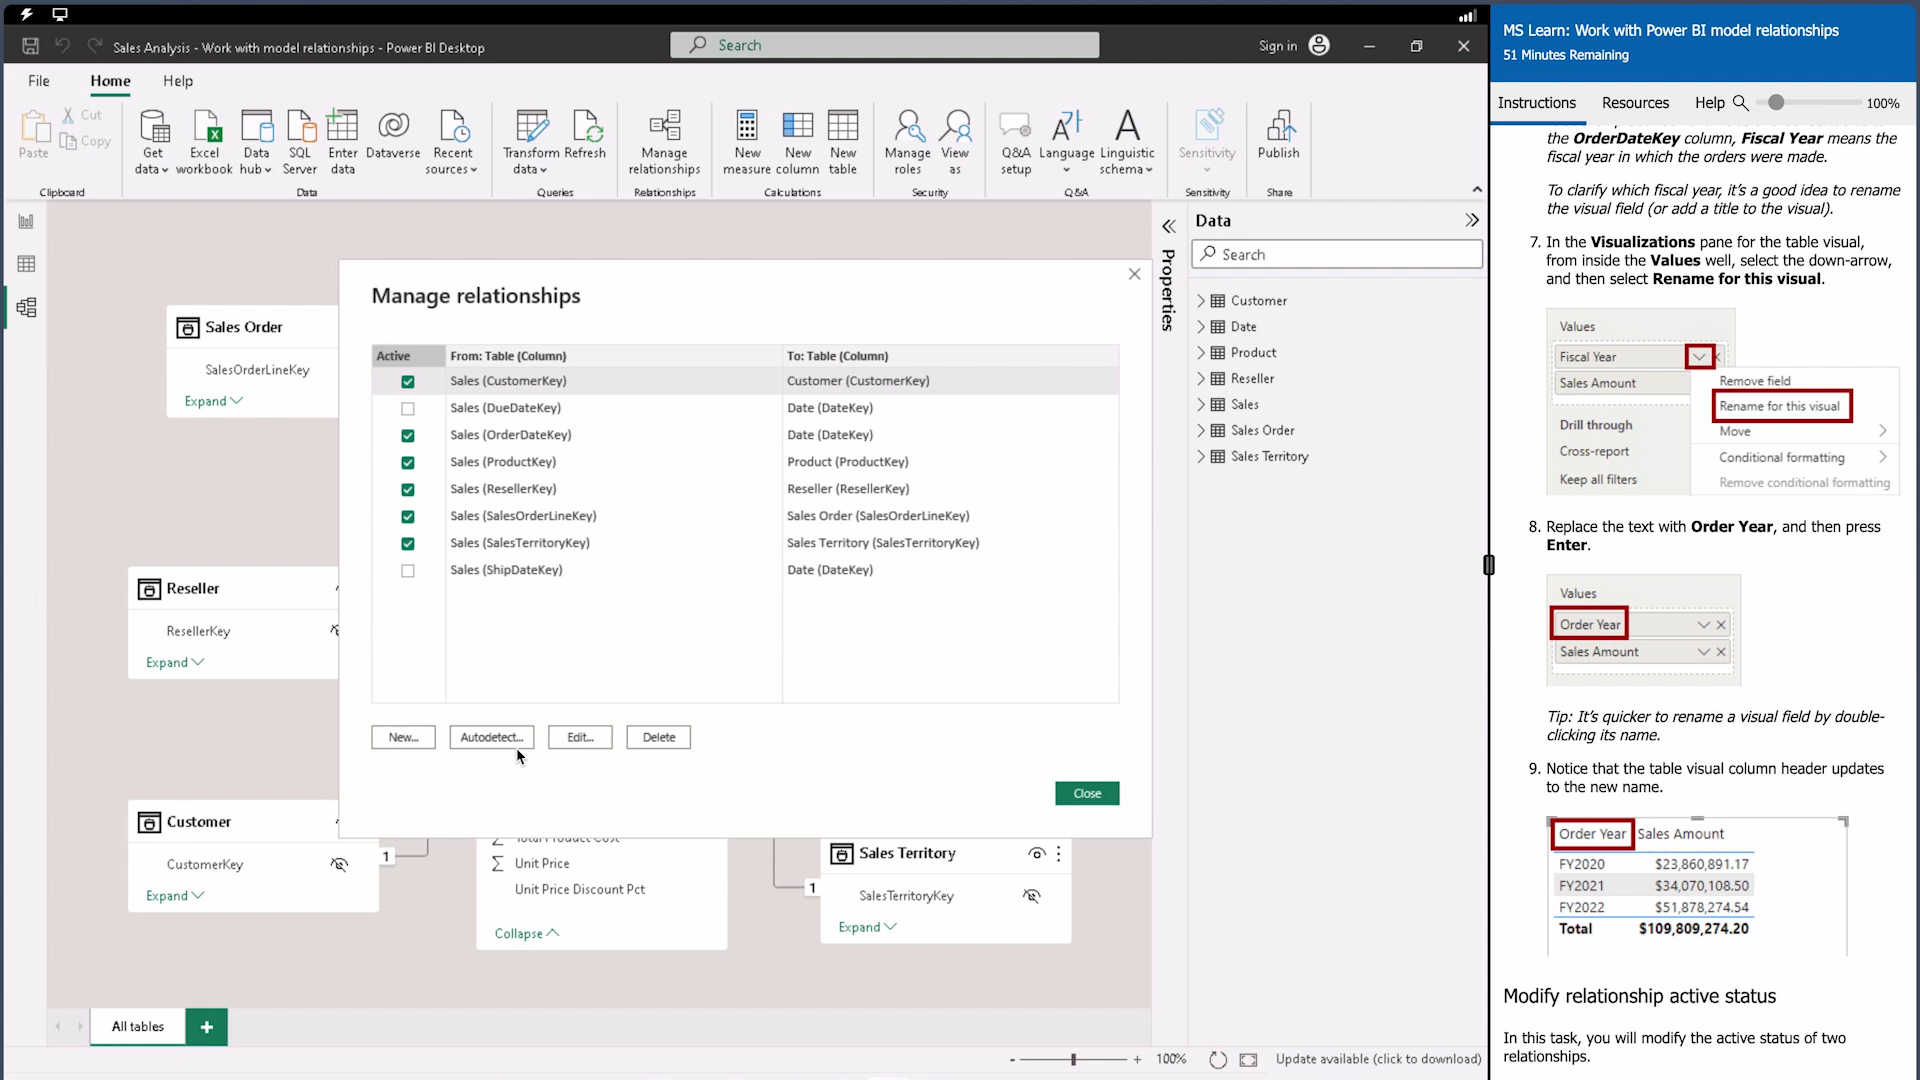 Sales Analysis - Work with model relationships - Power BI Desktop
Search
Sign in
File
Home
Help
Paste
Cut
Copy
Clipboard
Get data
Excel workbook
Data hub
SQL Server
Enter data
Dataverse
Recent sources
Data
Transform data
Refresh
Queries
Manage relationships
Relationships
New measure
New column
New table
Calculations
Manage roles
View as
Security
Q&A setup
Language
Linguistic schema
Q&A
Sensitivity
Sensitivity
Publish
Share
Sales Order
SalesOrderLineKey
Expand
Reseller
ResellerKey
Expand
Customer
CustomerKey
Expand
1
Manage relationships
Active From: Table (Column) To: Table (Column)
Sales (CustomerKey) Customer (CustomerKey)
Sales (DueDateKey) Date (DateKey)
Sales (OrderDateKey) Date (DateKey)
Sales (ProductKey) Product (ProductKey)
Sales (ResellerKey) Reseller (ResellerKey)
Sales (SalesOrderLineKey) Sales Order (SalesOrderLineKey)
Sales (SalesTerritoryKey) Sales Territory (SalesTerritoryKey)
Sales (ShipDateKey) Date (DateKey)
New...
Autodetect...
Edit...
Delete
Close
Total Product Cost
Unit Price
Unit Price Discount Pct
Collapse
1
Sales Territory
SalesTerritoryKey
Expand
Properties
Data
Search
Customer
Date
Product
Reseller
Sales
Sales Order
Sales Territory
All tables
+
- + 100%
Update available (click to download)
MS Learn: Work with Power BI model relationships
51 Minutes Remaining
Instructions Resources Help 100%
the OrderDateKey column, Fiscal Year means the
fiscal year in which the orders were made.
To clarify which fiscal year, it's a good idea to rename
the visual field (or add a title to the visual).
7. In the Visualizations pane for the table visual,
from inside the Values well, select the down-arrow,
and then select Rename for this visual.
Values
Fiscal Year
Sales Amount
Drill through
Cross-report
Keep all filters
Remove field
Rename for this visual
Move
Conditional formatting
Remove conditional formatting
8. Replace the text with Order Year, and then press
Enter.
Values
Order Year
Sales Amount
Tip: It's quicker to rename a visual field by double-
clicking its name.
9. Notice that the table visual column header updates
to the new name.
Order Year Sales Amount
FY2020 $23,860,891.17
FY2021 $34,070,108.50
FY2022 $51,878,274.54
Total $109,809,274.20
Modify relationship active status
In this task, you will modify the active status of two
relationships.